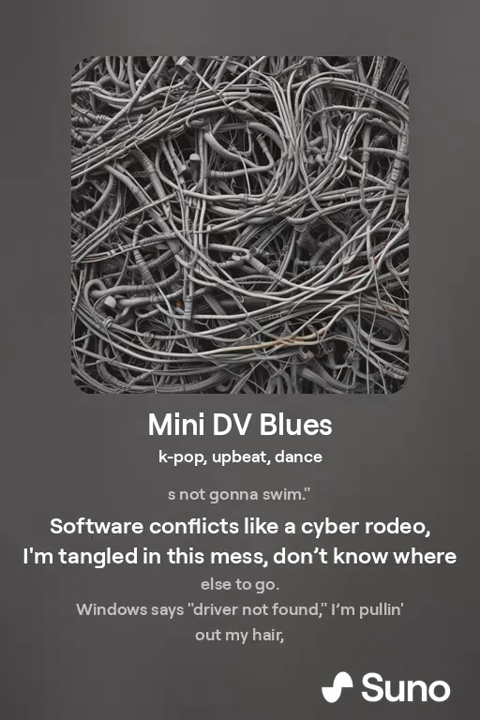 Mini DV Blues
k-pop, upbeat, dance
s not gonna swim."
Software conflicts like a cyber rodeo,
I'm tangled in this mess, don’t know where
else to go.
Windows says "driver not found," I’m pullin'
out my hair,
Suno